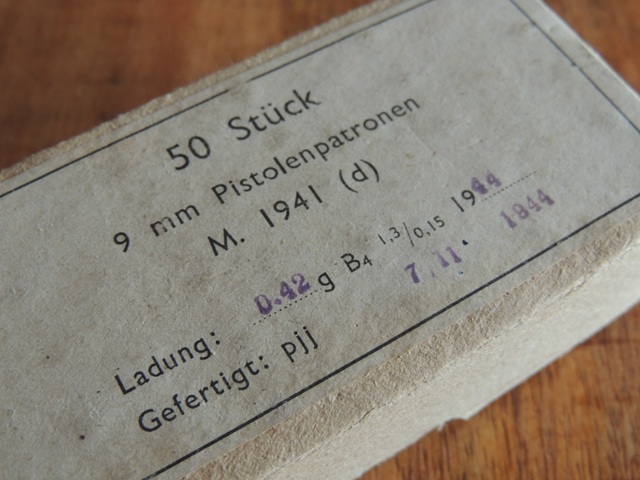 50 Stück
9 mm Pistolenpatronen
M. 1941 (d)
Ladung: 0.42 g B4 1,3/0,15 1944
Gefertigt: pjj 7.11. 1944